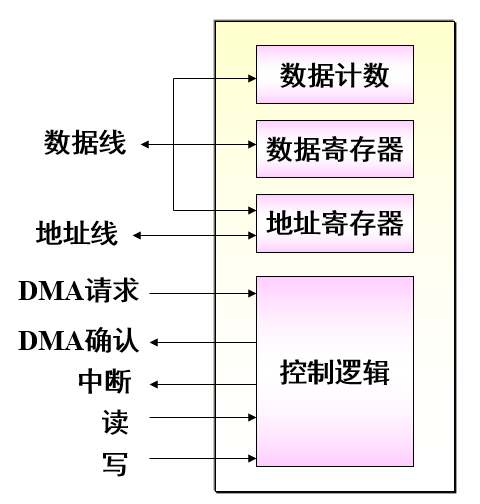 数据计数
数据线
数据寄存器
地址寄存器
地址线
DMA请求
DMA确认
控制逻辑
中断
读
写